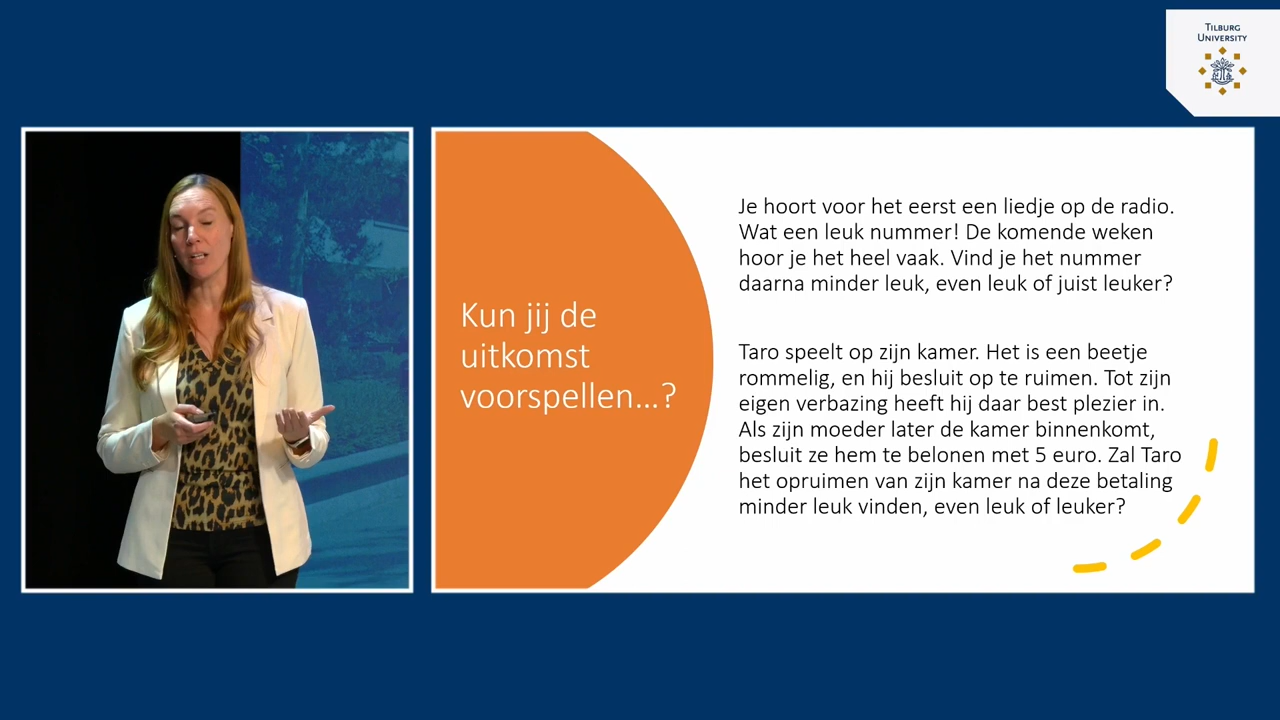 TILBURG
UNIVERSITY
Kun jij de
uitkomst
voorspellen...?
Je hoort voor het eerst een liedje op de radio.
Wat een leuk nummer! De komende weken
hoor je het heel vaak. Vind je het nummer
daarna minder leuk, even leuk of juist leuker?
Taro speelt op zijn kamer. Het is een beetje
rommelig, en hij besluit op te ruimen. Tot zijn
eigen verbazing heeft hij daar best plezier in.
Als zijn moeder later de kamer binnenkomt,
besluit ze hem te belonen met 5 euro. Zal Taro
het opruimen van zijn kamer na deze betaling
minder leuk vinden, even leuk of leuker?